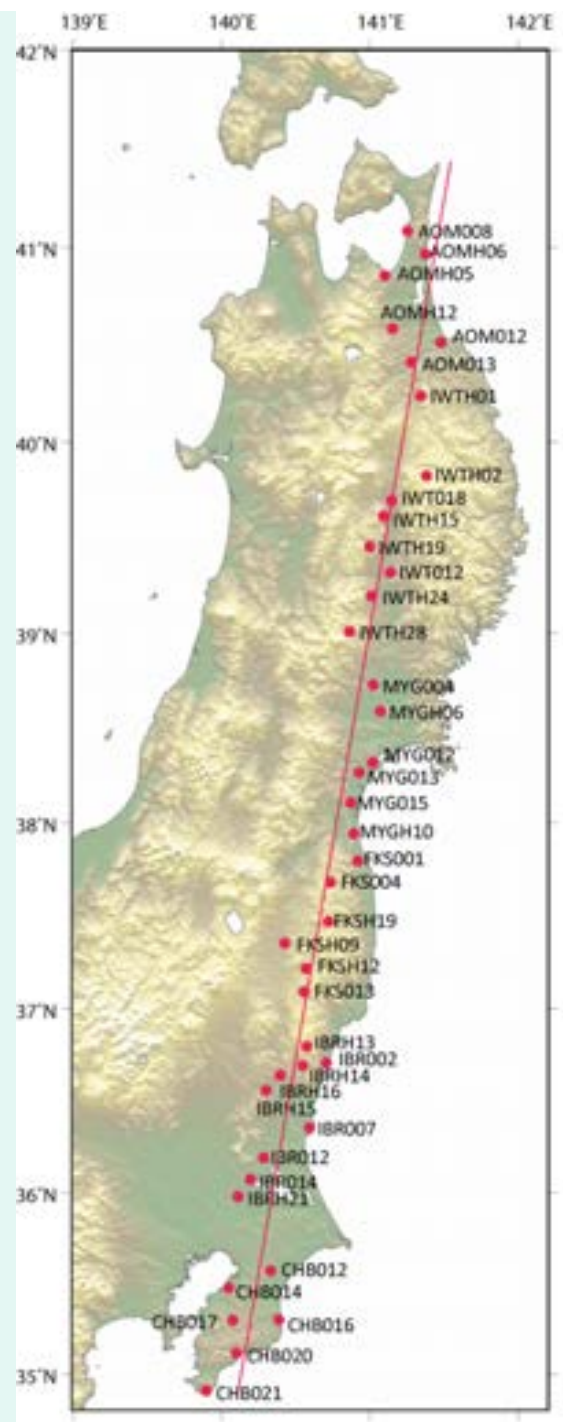 139°E 140°E 141°E 142°E
42°N
AOM008
41°N
AOMH06
AOMH05
AOMH12
AOM012
AOM013
IWTH01
40°N
IWTH02
IWT018
IWTH15
IWTH19
IWT012
IWTH24
39°N
IWTH28
MYG004
MYGH06
MYG012
MYG013
MYG015
38°N
MYGH10
FKS001
FKS004
FKSH19
FKSH09
FKSH12
FKS013
37°N
IBRH13
IBR002
IBRH14
IBRH16
IBRH15
IBR007
IBR012
IBR014
36°N
IBRH21
CHB012
CHB014
CHB017 CHB016
CHB020
35°N
CHB021